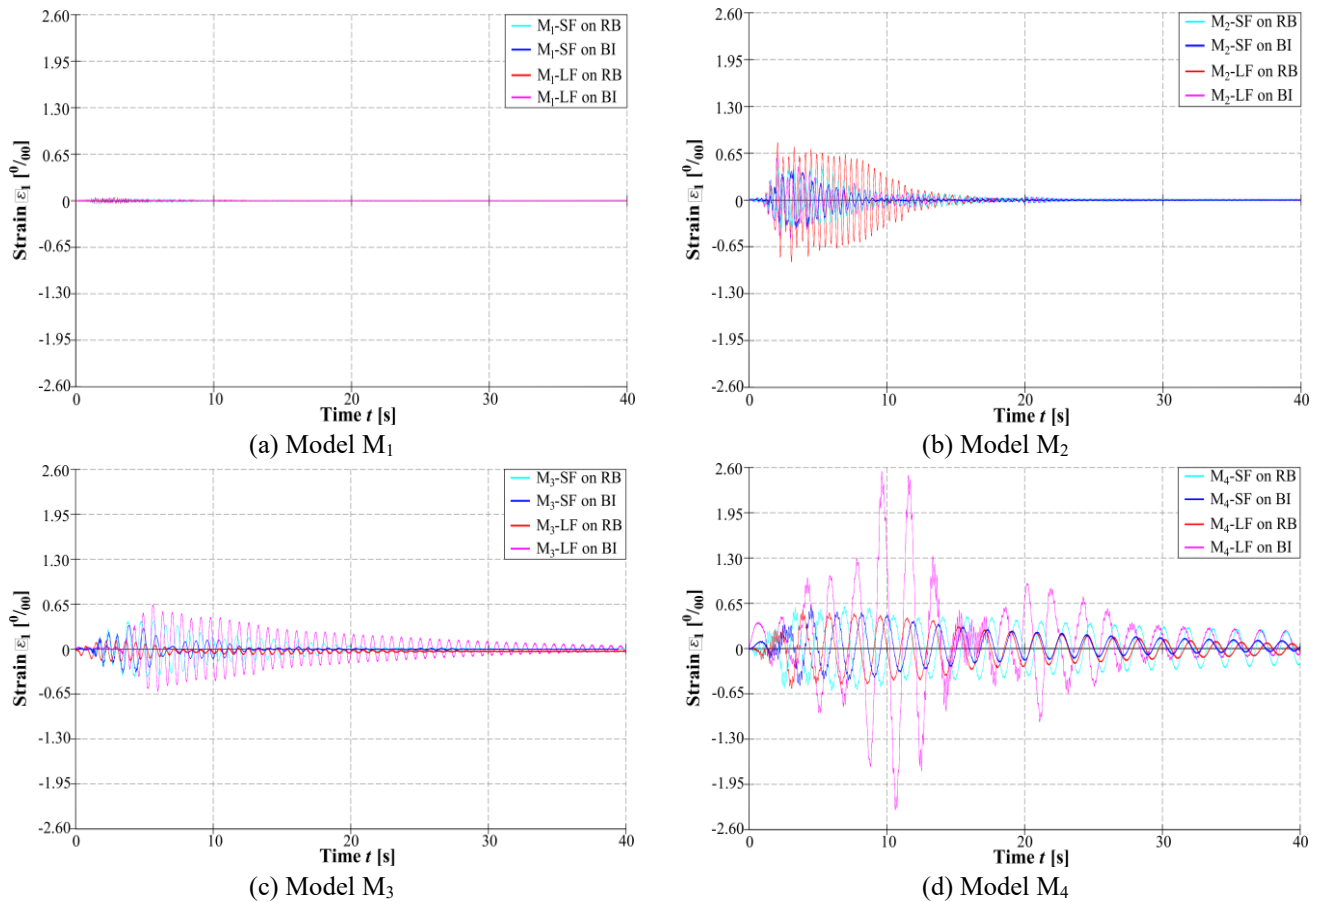 2.60
1.95
1.30
0.65
0
-0.65
-1.30
-1.95
-2.60
Strain ε₁ [⁰/₀₀]
M₁-SF on RB
M₁-SF on BI
M₁-LF on RB
M₁-LF on BI
0 10 20 30 40
Time t [s]
(a) Model M₁
2.60
1.95
1.30
0.65
0
-0.65
-1.30
-1.95
-2.60
Strain ε₁ [⁰/₀₀]
M₂-SF on RB
M₂-SF on BI
M₂-LF on RB
M₂-LF on BI
0 10 20 30 40
Time t [s]
(b) Model M₂
2.60
1.95
1.30
0.65
0
-0.65
-1.30
-1.95
-2.60
Strain ε₁ [⁰/₀₀]
M₃-SF on RB
M₃-SF on BI
M₃-LF on RB
M₃-LF on BI
0 10 20 30 40
Time t [s]
(c) Model M₃
2.60
1.95
1.30
0.65
0
-0.65
-1.30
-1.95
-2.60
Strain ε₁ [⁰/₀₀]
M₄-SF on RB
M₄-SF on BI
M₄-LF on RB
M₄-LF on BI
0 10 20 30 40
Time t [s]
(d) Model M₄